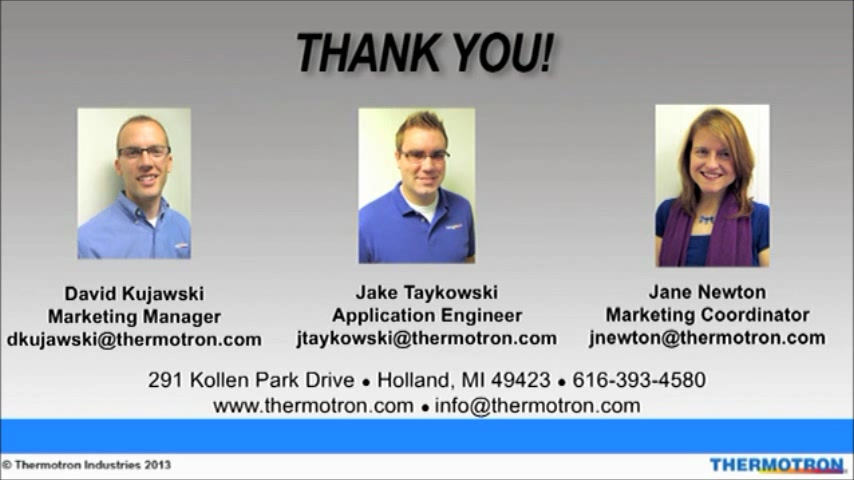 THANK YOU!
David Kujawski
Marketing Manager
dkujawski@thermotron.com
Jake Taykowski
Application Engineer
jtaykowski@thermotron.com
Jane Newton
Marketing Coordinator
jnewton@thermotron.com
291 Kollen Park Drive • Holland, MI 49423 • 616-393-4580
www.thermotron.com • info@thermotron.com
© Thermotron Industries 2013
THERMOTRON